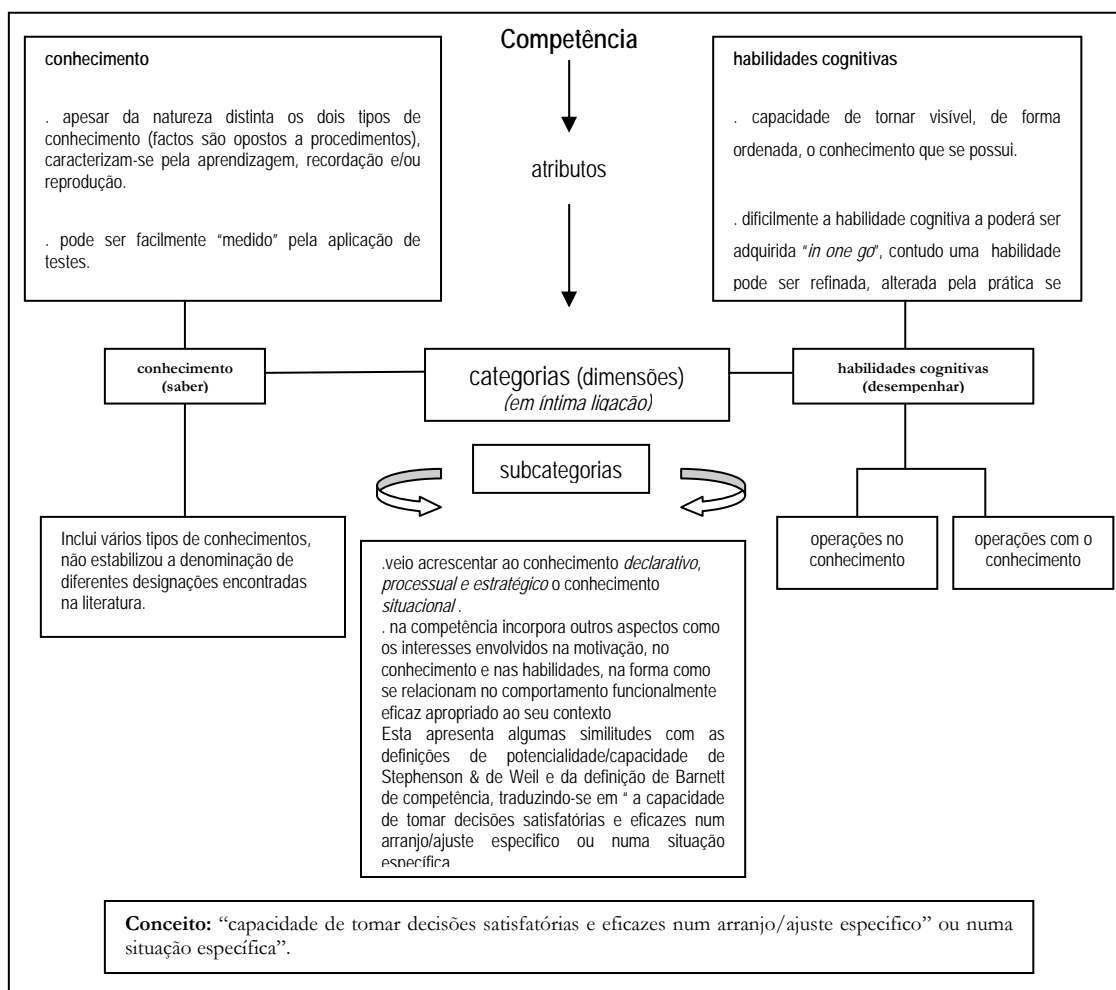 Competência
conhecimento
. apesar da natureza distinta os dois tipos de
conhecimento (factos são opostos a procedimentos),
caracterizam-se pela aprendizagem, recordação e/ou
reprodução.
. pode ser facilmente “medido” pela aplicação de
testes.
atributos
habilidades cognitivas
. capacidade de tornar visível, de forma
ordenada, o conhecimento que se possui.
. dificilmente a habilidade cognitiva a poderá ser
adquirida “in one go”, contudo uma habilidade
pode ser refinada, alterada pela prática se
conhecimento
(saber)
categorias (dimensões)
(em íntima ligação)
habilidades cognitivas
(desempenhar)
subcategorias
Inclui vários tipos de conhecimentos,
não estabilizou a denominação de
diferentes designações encontradas
na literatura.
.veio acrescentar ao conhecimento declarativo,
processual e estratégico o conhecimento
situacional .
. na competência incorpora outros aspectos como
os interesses envolvidos na motivação, no
conhecimento e nas habilidades, na forma como
se relacionam no comportamento funcionalmente
eficaz apropriado ao seu contexto
Esta apresenta algumas similitudes com as
definições de potencialidade/capacidade de
Stephenson & de Weil e da definição de Barnett
de competência, traduzindo-se em “ a capacidade
de tomar decisões satisfatórias e eficazes num
arranjo/ajuste especifico ou numa situação
específica
operações no
conhecimento
operações com o
conhecimento
Conceito: “capacidade de tomar decisões satisfatórias e eficazes num arranjo/ajuste especifico” ou numa
situação específica”.